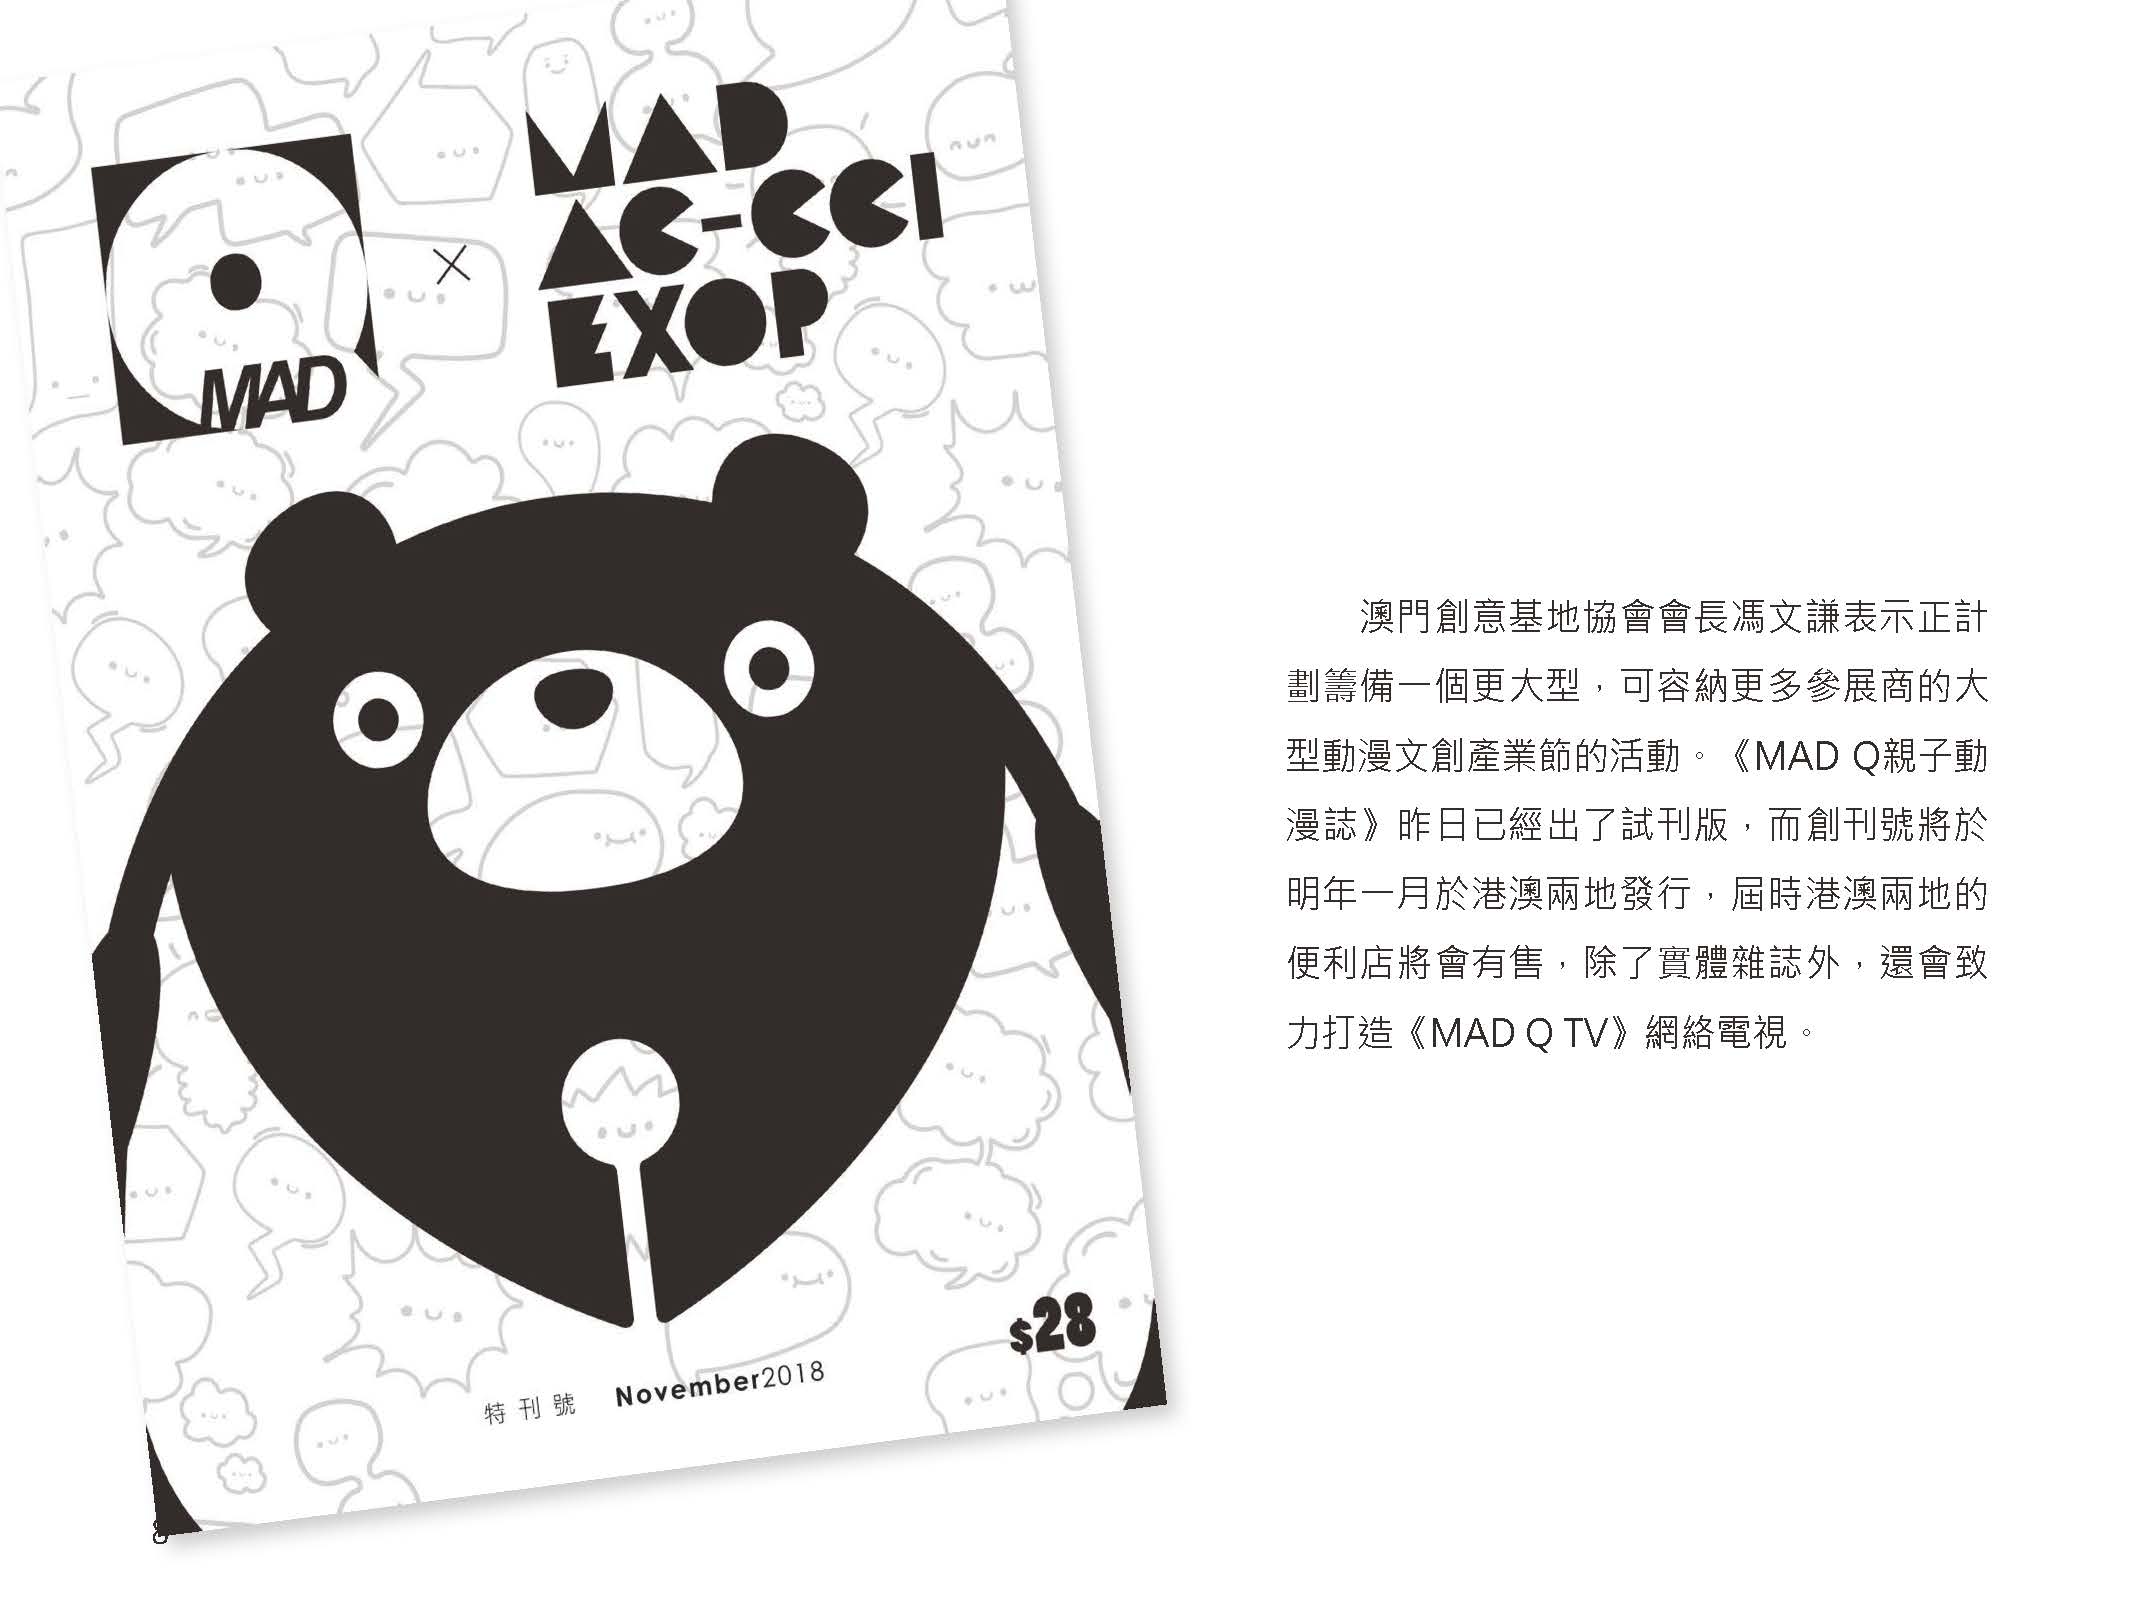 MAD
×
MAD
AC-CCI
EXOP
特刊號 November2018
$28
澳門創意基地協會會長馮文謙表示正計
劃籌備一個更大型，可容納更多參展商的大
型動漫文創產業節的活動。《MAD Q親子動
漫誌》昨日已經出了試刊版，而創刊號將於
明年一月於港澳兩地發行，屆時港澳兩地的
便利店將會有售，除了實體雜誌外，還會致
力打造《MAD Q TV》網絡電視。